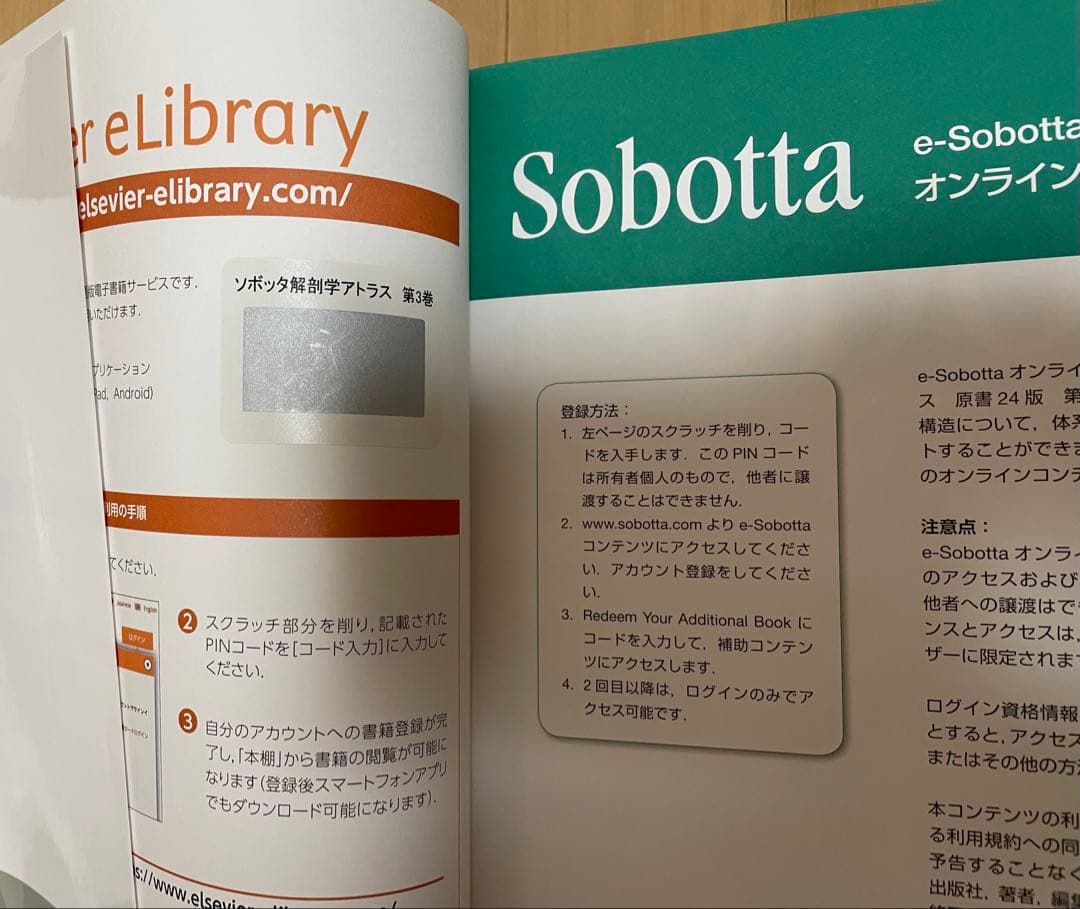 er eLibrary
elsevier-elibrary.com/
版電子書籍サービスです.
いただけます.
プリケーション
Pad, Android)
ソボッタ解剖学アトラス 第3巻
利用の手順
てください.
Japanese English
ログイン
2 スクラッチ部分を削り, 記載された
PINコードを[コード入力]に入力して
ください.
3 自分のアカウントへの書籍登録が完
了し,「本棚」から書籍の閲覧が可能に
なります(登録後スマートフォンアプリ
でもダウンロード可能になります).
s://www.elsevier-
Sobotta
e-Sobotta
オンライン
登録方法：
1. 左ページのスクラッチを削り, コー
ドを入手します. この PIN コード
は所有者個人のもので, 他者に譲
渡することはできません.
2. www.sobotta.com より e-Sobotta
コンテンツにアクセスしてくださ
い. アカウント登録をしてくださ
い.
3. Redeem Your Additional Book に
コードを入力して, 補助コンテン
ツにアクセスします.
4. 2 回目以降は, ログインのみでア
クセス可能です.
e-Sobotta オンライ
ス 原書 24 版 第
構造について, 体系
トすることができま
のオンラインコンテ
注意点：
e-Sobotta オンラ
のアクセスおよび
他者への譲渡はで
ンスとアクセスは,
ザーに限定されま
ログイン資格情報
とすると, アクセス
またはその他の方
本コンテンツの利
る利用規約への同
予告することなく
出版社, 著者, 編